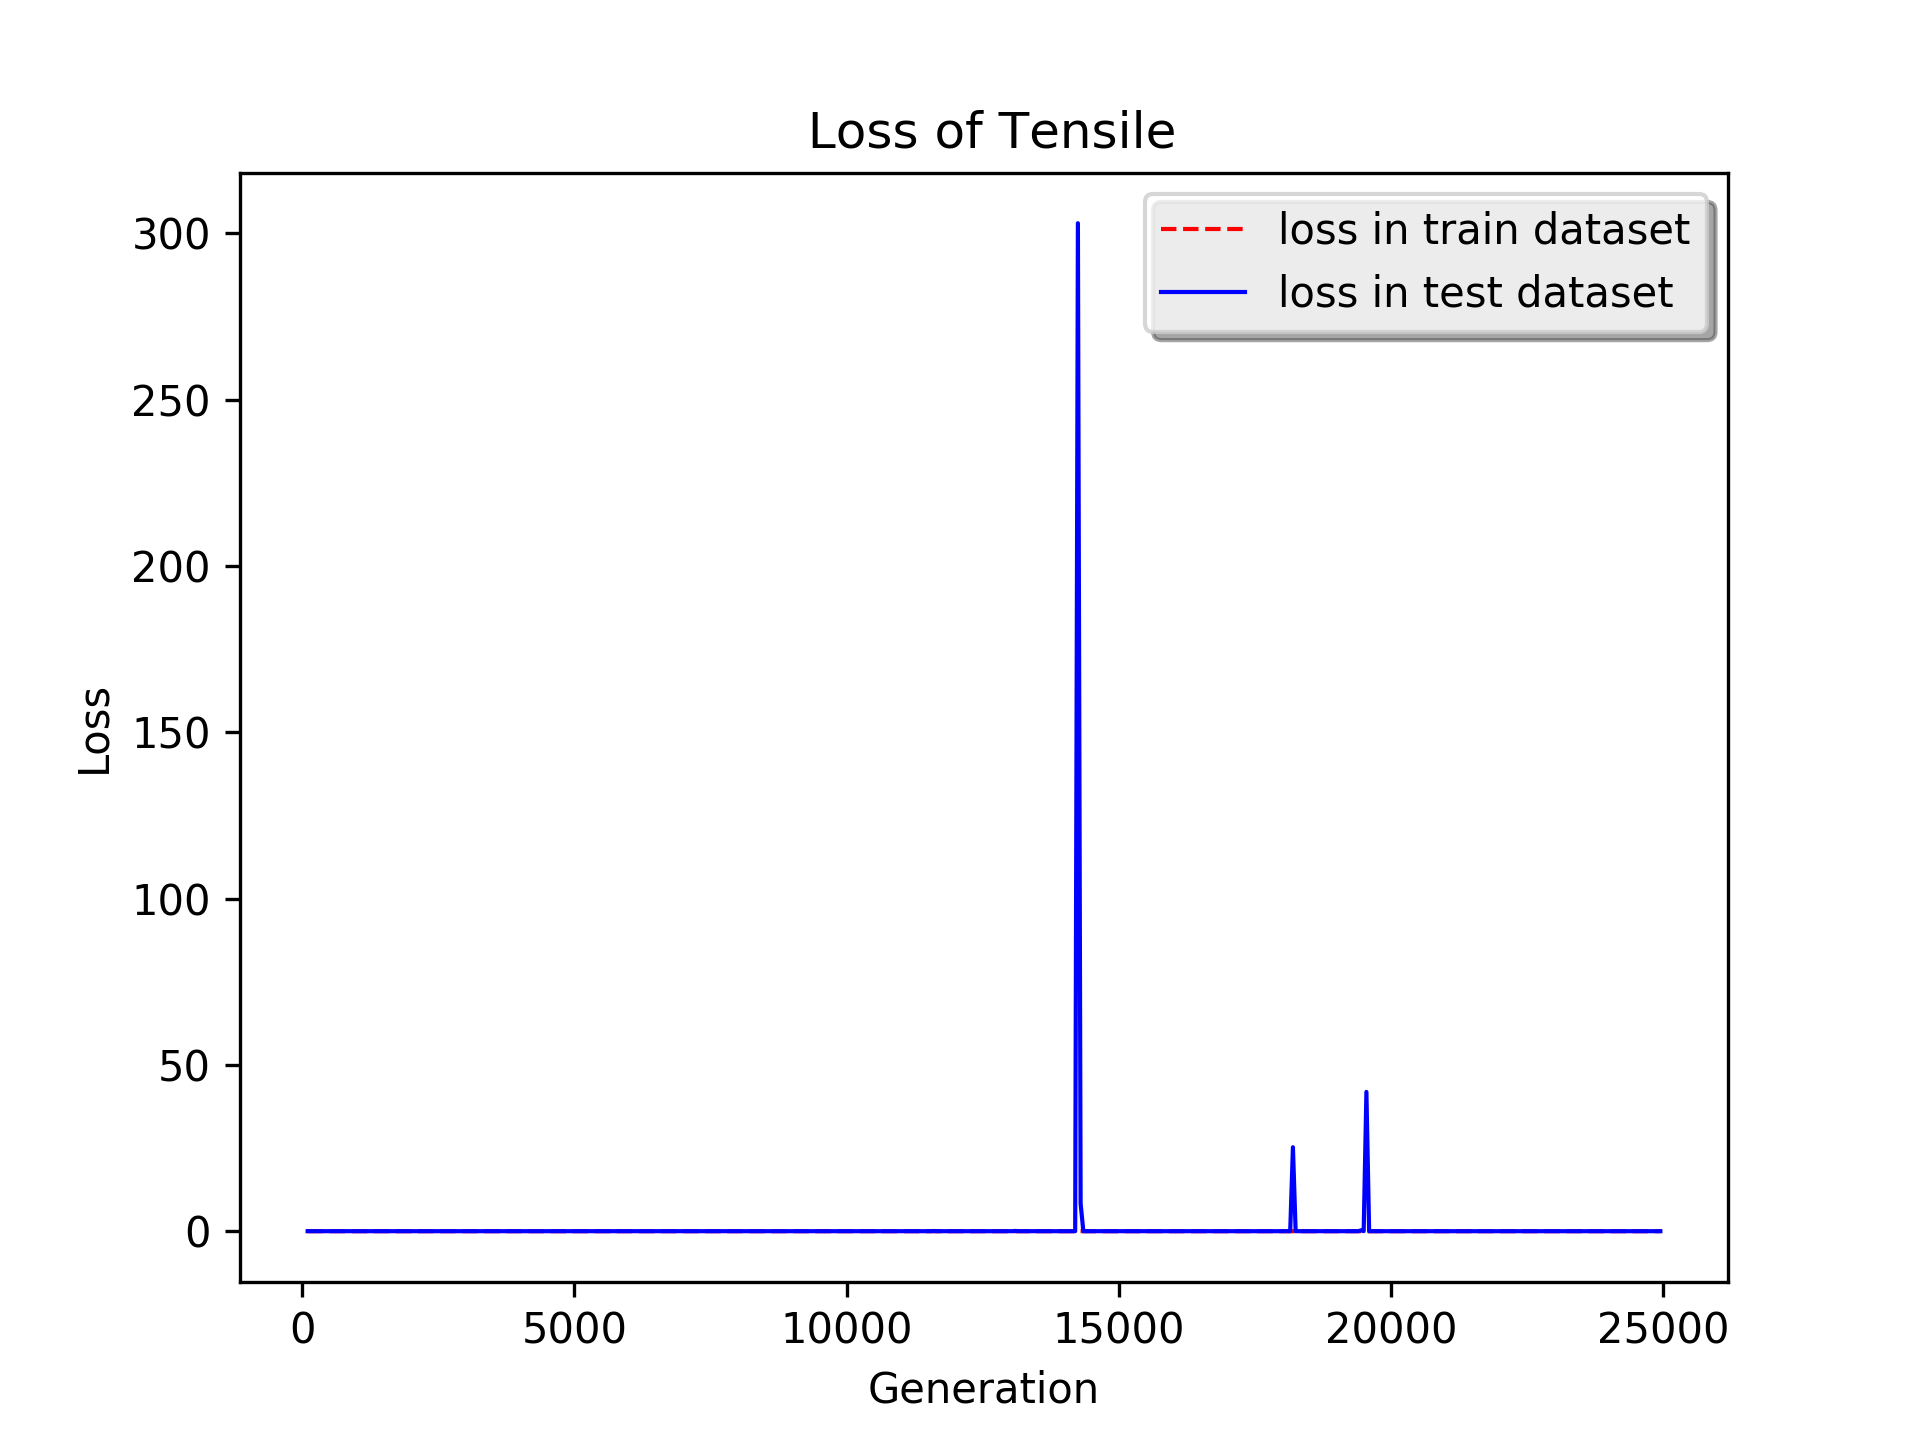 Loss of Tensile
loss in train dataset
loss in test dataset
300
250
200
150
100
50
0
Loss
0 5000 10000 15000 20000 25000
Generation